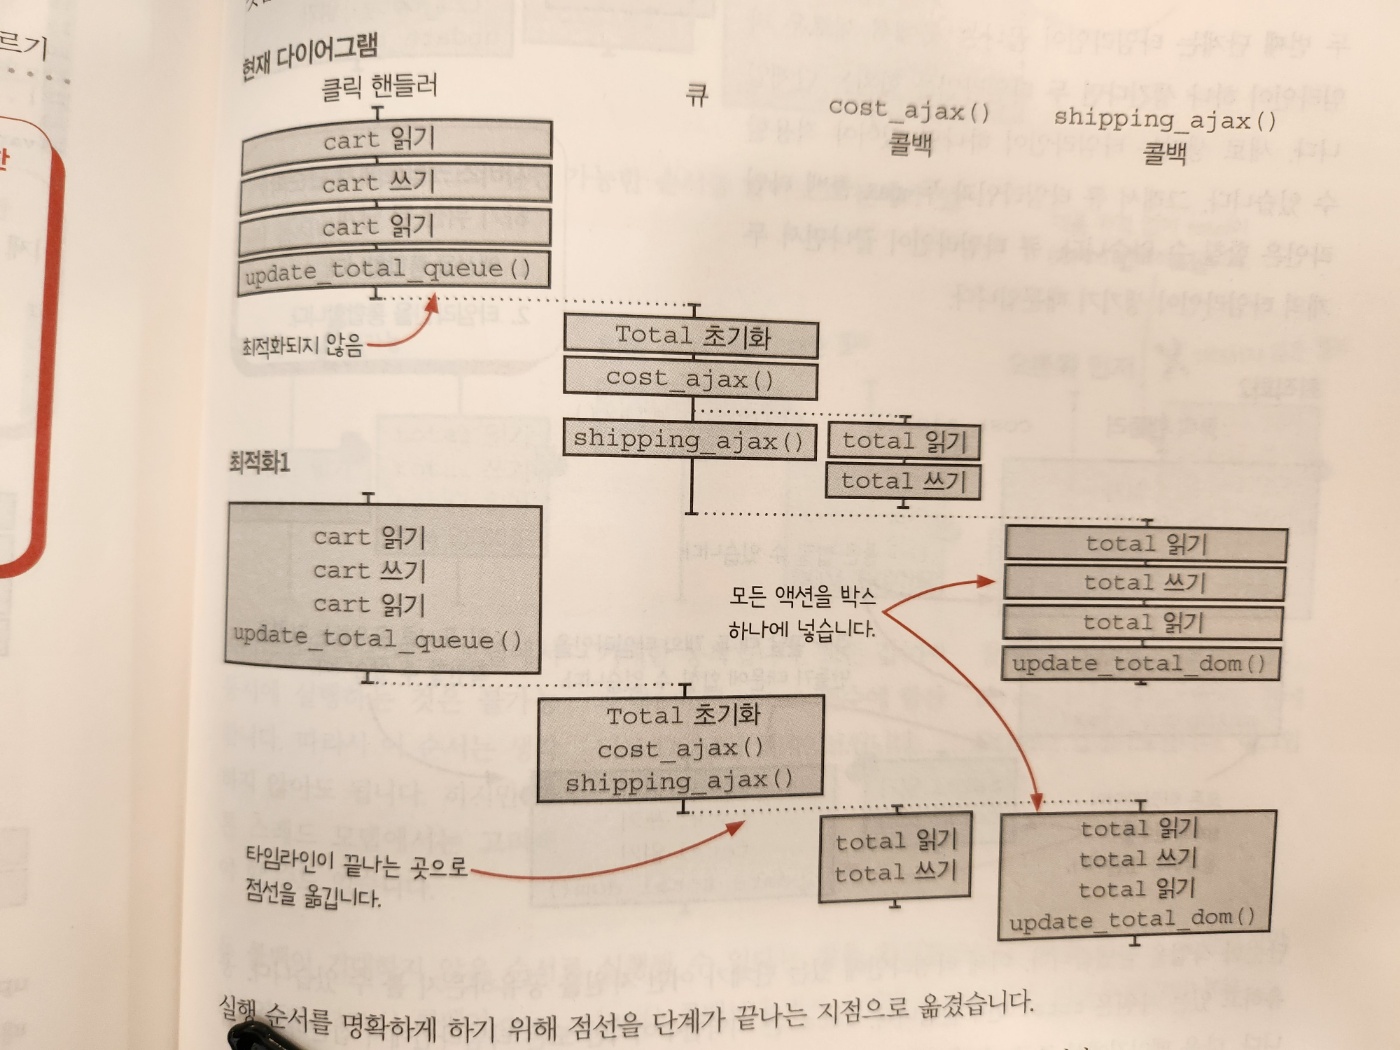 르기
현재 다이어그램
클릭 핸들러
큐
cost_ajax()
콜백
shipping_ajax()
콜백
cart 읽기
cart 쓰기
cart 읽기
update_total_queue()
최적화되지 않음
Total 초기화
cost_ajax()
shipping_ajax()
total 읽기
total 쓰기
total 읽기
total 쓰기
total 읽기
update_total_dom()
모든 액션을 박스
하나에 넣습니다.
최적화1
cart 읽기
cart 쓰기
cart 읽기
update_total_queue()
Total 초기화
cost_ajax()
shipping_ajax()
total 읽기
total 쓰기
total 읽기
total 쓰기
total 읽기
update_total_dom()
타임라인이 끝나는 곳으로
점선을 옮깁니다.
실행 순서를 명확하게 하기 위해 점선을 단계가 끝나는 지점으로 옮겼습니다.